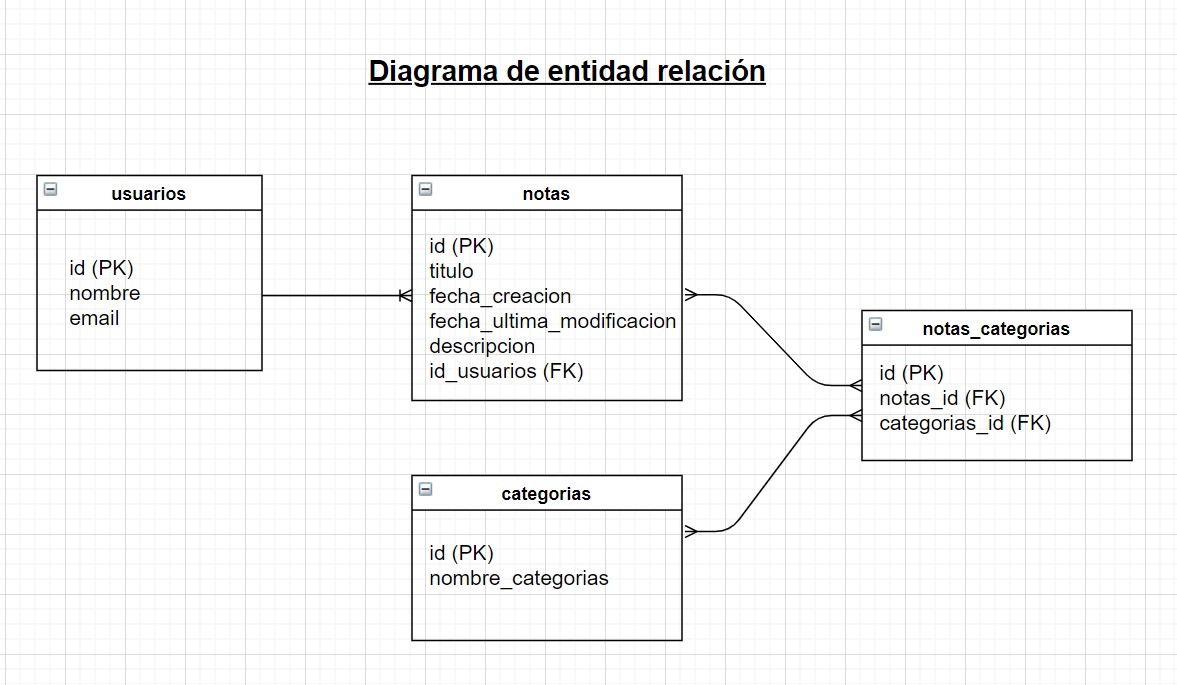 Diagrama de entidad relación
usuarios
id (PK)
nombre
email
notas
id (PK)
titulo
fecha_creacion
fecha_ultima_modificacion
descripcion
id_usuarios (FK)
notas_categorias
id (PK)
notas_id (FK)
categorias_id (FK)
categorias
id (PK)
nombre_categorias